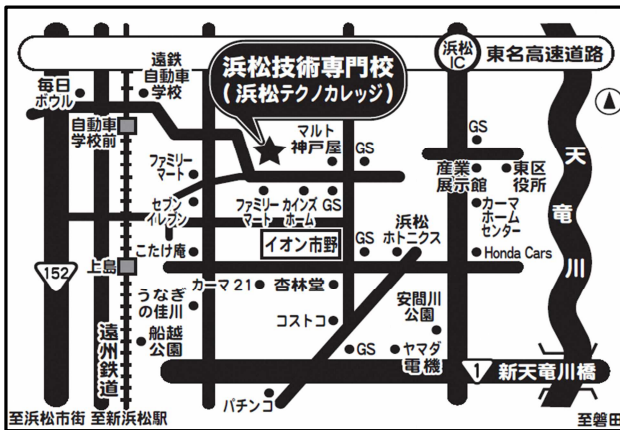 浜松
IC
東名高速道路
遠鉄
自動車
学校
浜松技術専門校
(浜松テクノカレッジ)
毎日
ボウル
自動車
学校前
マルト
神戸屋
GS
GS
ファミリー
マート
産業
展示館
東区
役所
天竜川
セブン
イレブン
ファミリー
マート
カインズ
ホーム
GS
カーマ
ホーム
センター
浜松
ホトニクス
イオン市野
GS
こたけ庵
Honda Cars
上島
152
カーマ21
杏林堂
うなぎ
の佳川
安間川
公園
コストコ
遠州鉄道
船越
公園
GS
ヤマダ
電機
1
新天竜川橋
パチンコ
至浜松市街
至新浜松駅
至磐田